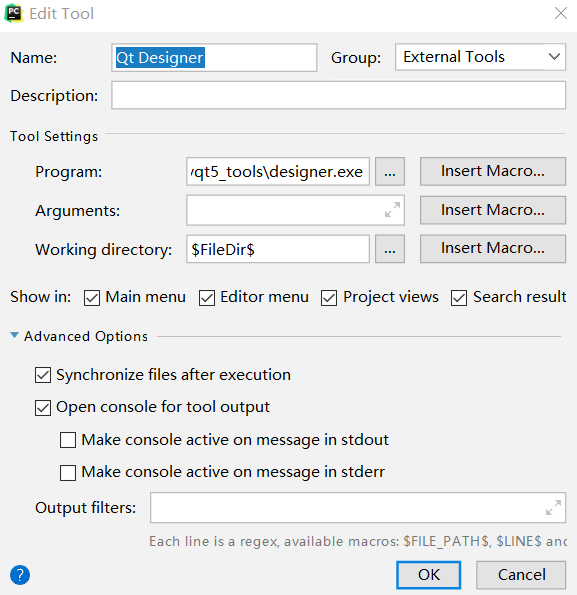 PC Edit Tool
Name: Qt Designer Group: External Tools
Description:
Tool Settings
Program: yqt5_tools\designer.exe ... Insert Macro...
Arguments: Insert Macro...
Working directory: $FileDir$ ... Insert Macro...
Show in: Main menu Editor menu Project views Search result
Advanced Options
Synchronize files after execution
Open console for tool output
Make console active on message in stdout
Make console active on message in stderr
Output filters:
Each line is a regex, available macros: $FILE_PATH$, $LINE$ and
? OK Cancel